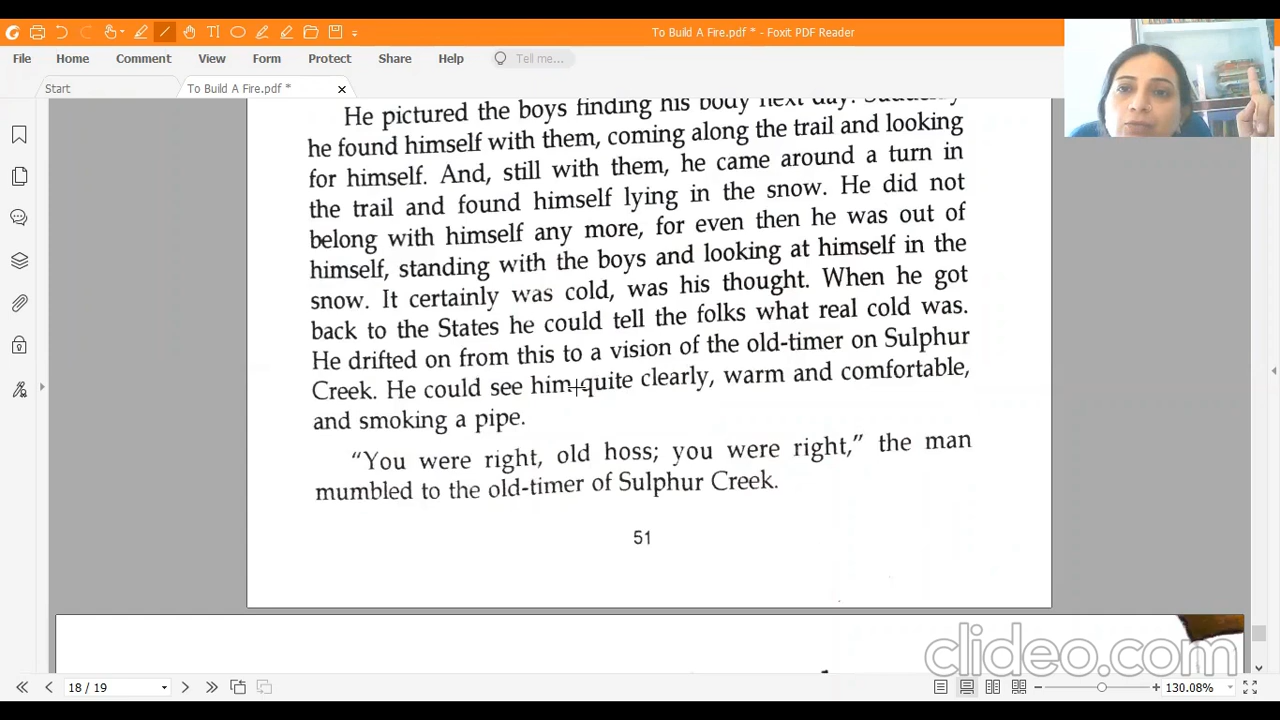 To Build A Fire.pdf * - Foxit PDF Reader
File Home Comment View Form Protect Share Help Tell me...
Start To Build A Fire.pdf *
He pictured the boys finding his body next day. Suddenly
he found himself with them, coming along the trail and looking
for himself. And, still with them, he came around a turn in
the trail and found himself lying in the snow. He did not
belong with himself any more, for even then he was out of
himself, standing with the boys and looking at himself in the
snow. It certainly was cold, was his thought. When he got
back to the States he could tell the folks what real cold was.
He drifted on from this to a vision of the old-timer on Sulphur
Creek. He could see him quite clearly, warm and comfortable,
and smoking a pipe.
"You were right, old hoss; you were right," the man
mumbled to the old-timer of Sulphur Creek.
51
clideo.com
18 / 19 130.08%